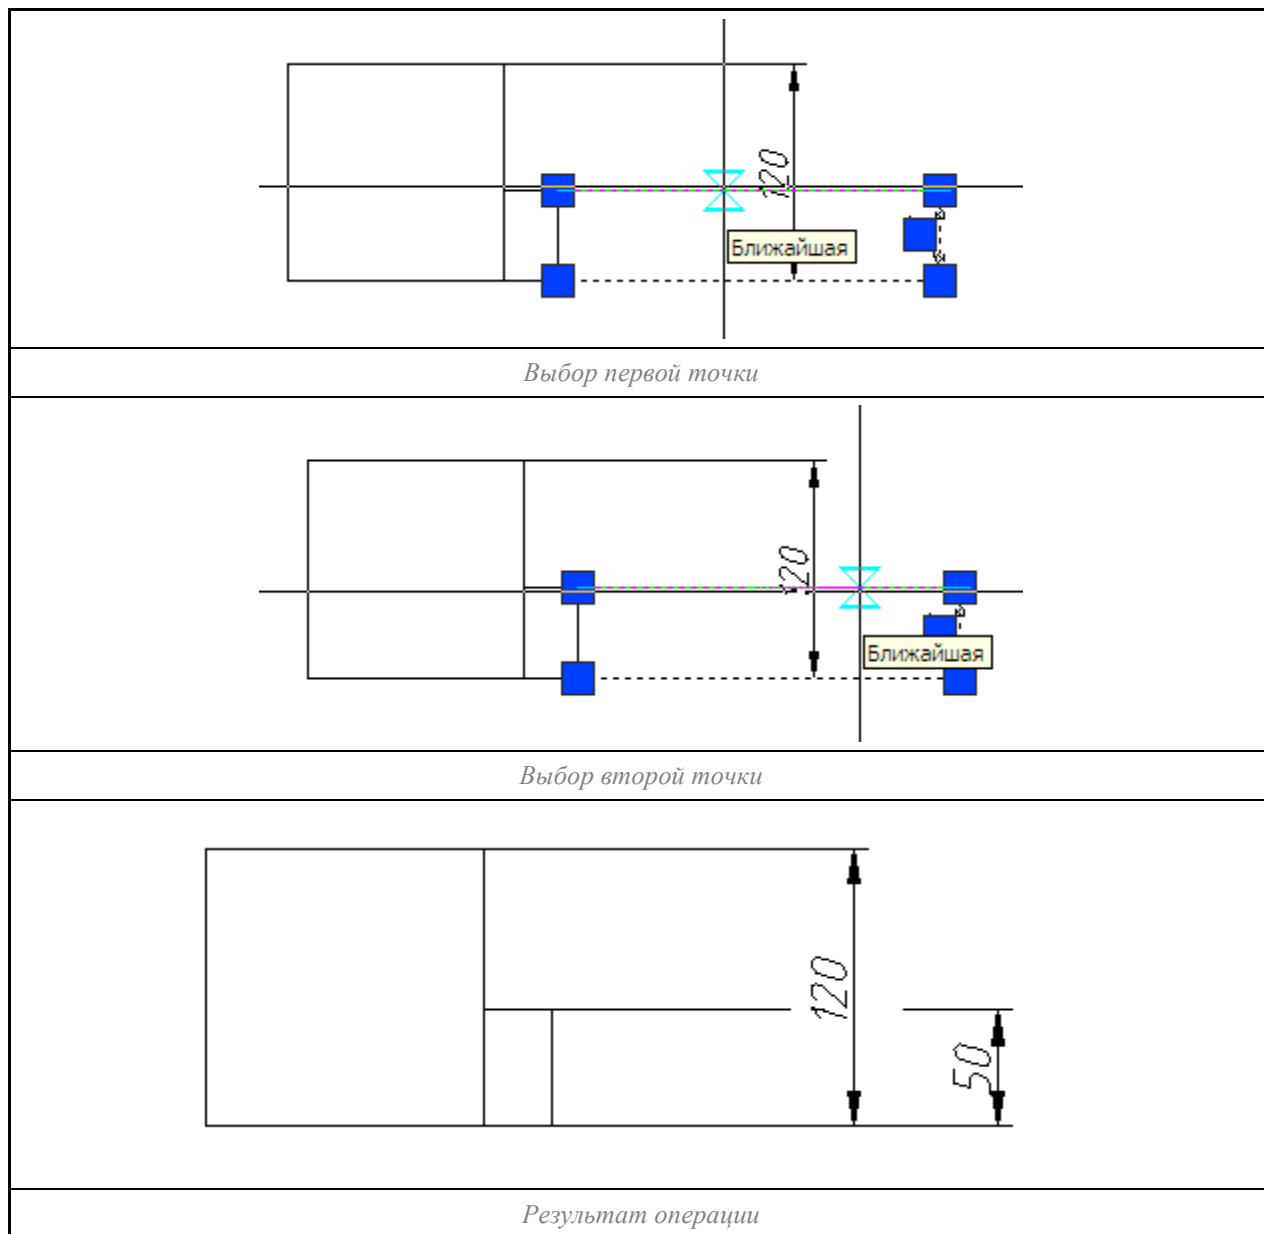 120
Ближайшая
Выбор первой точки
120
Ближайшая
Выбор второй точки
120
50
Результат операции